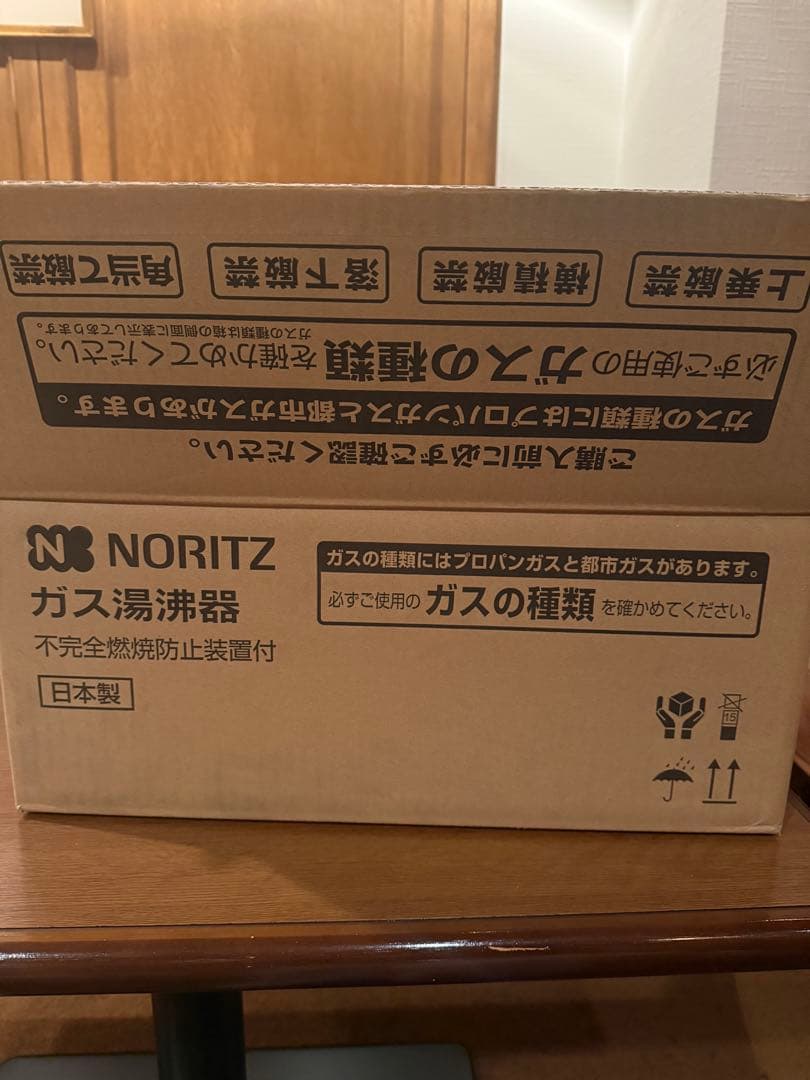 上乗厳禁 横積厳禁 落下厳禁 角当て厳禁
ご購入前に必ずご確認ください。
ガスの種類にはプロパンガスと都市ガスがあります。
必ずご使用のガスの種類を確かめてください。
ガスの種類は箱の側面に表示してあります。
NORITZ
ガス湯沸器
不完全燃焼防止装置付
日本製
ガスの種類にはプロパンガスと都市ガスがあります。
必ずご使用のガスの種類を確かめてください。
15